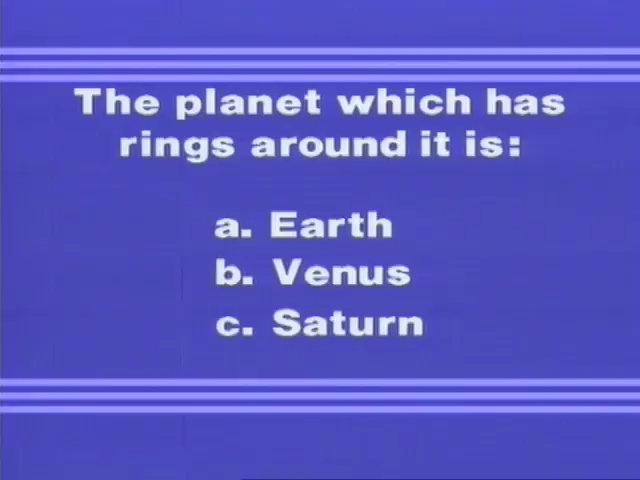 The planet which has
rings around it is:
a. Earth
b. Venus
c. Saturn